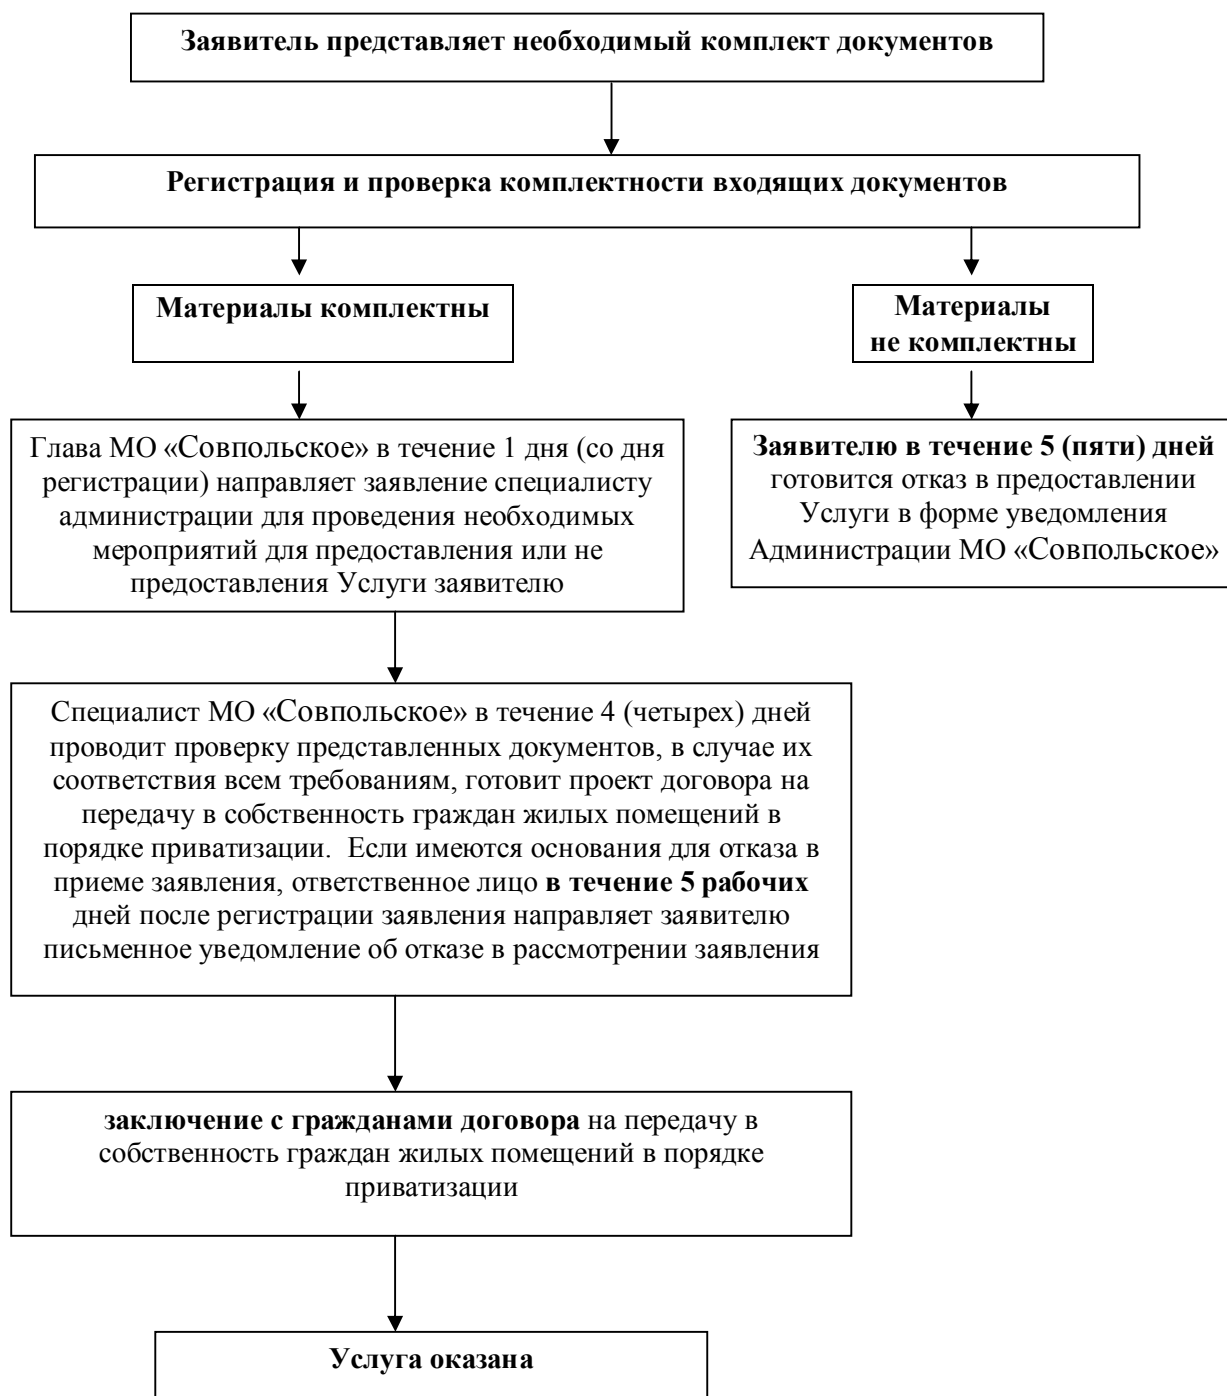 Заявитель представляет необходимый комплект документов
Регистрация и проверка комплектности входящих документов
Материалы комплектны
Материалы
не комплектны
Глава МО «Совпольское» в течение 1 дня (со дня
регистрации) направляет заявление специалисту
администрации для проведения необходимых
мероприятий для предоставления или не
предоставления Услуги заявителю
Заявителю в течение 5 (пяти) дней
готовится отказ в предоставлении
Услуги в форме уведомления
Администрации МО «Совпольское»
Специалист МО «Совпольское» в течение 4 (четырех) дней
проводит проверку представленных документов, в случае их
соответствия всем требованиям, готовит проект договора на
передачу в собственность граждан жилых помещений в
порядке приватизации. Если имеются основания для отказа в
приеме заявления, ответственное лицо в течение 5 рабочих
дней после регистрации заявления направляет заявителю
письменное уведомление об отказе в рассмотрении заявления
заключение с гражданами договора на передачу в
собственность граждан жилых помещений в порядке
приватизации
Услуга оказана